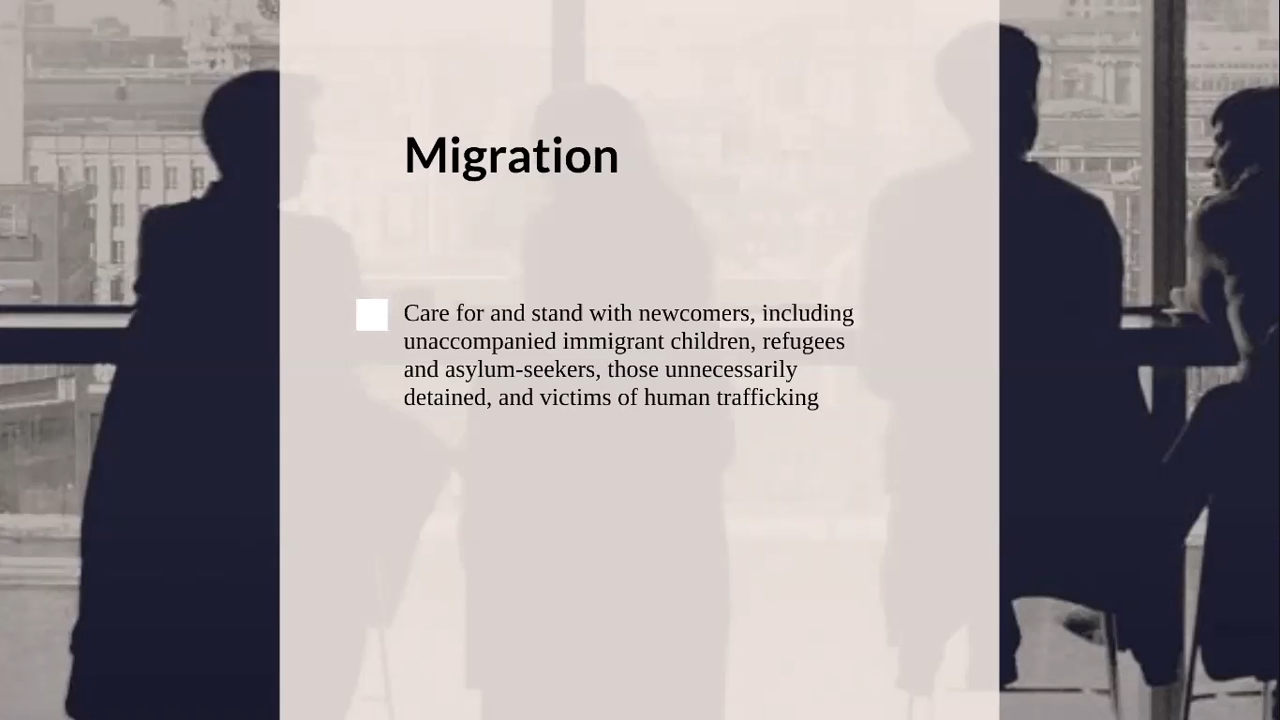 Migration
Care for and stand with newcomers, including
unaccompanied immigrant children, refugees
and asylum-seekers, those unnecessarily
detained, and victims of human trafficking